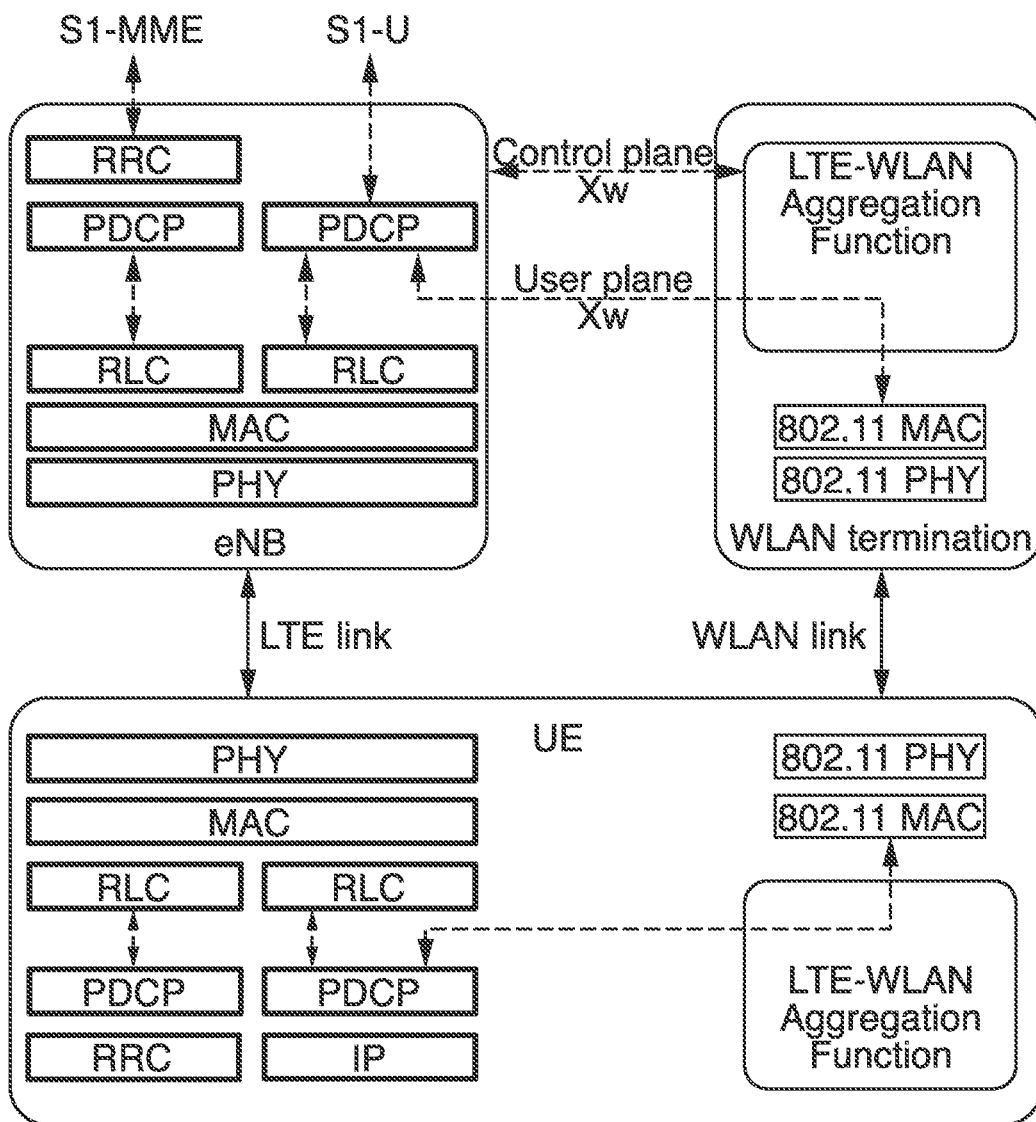 S1-MME
S1-U
RRC
PDCP
PDCP
RLC
RLC
MAC
PHY
eNB
Control plane
Xw
User plane
Xw
LTE-WLAN
Aggregation
Function
802.11 MAC
802.11 PHY
WLAN termination
LTE link
WLAN link
UE
PHY
MAC
RLC
RLC
PDCP
PDCP
RRC
IP
802.11 PHY
802.11 MAC
LTE-WLAN
Aggregation
Function